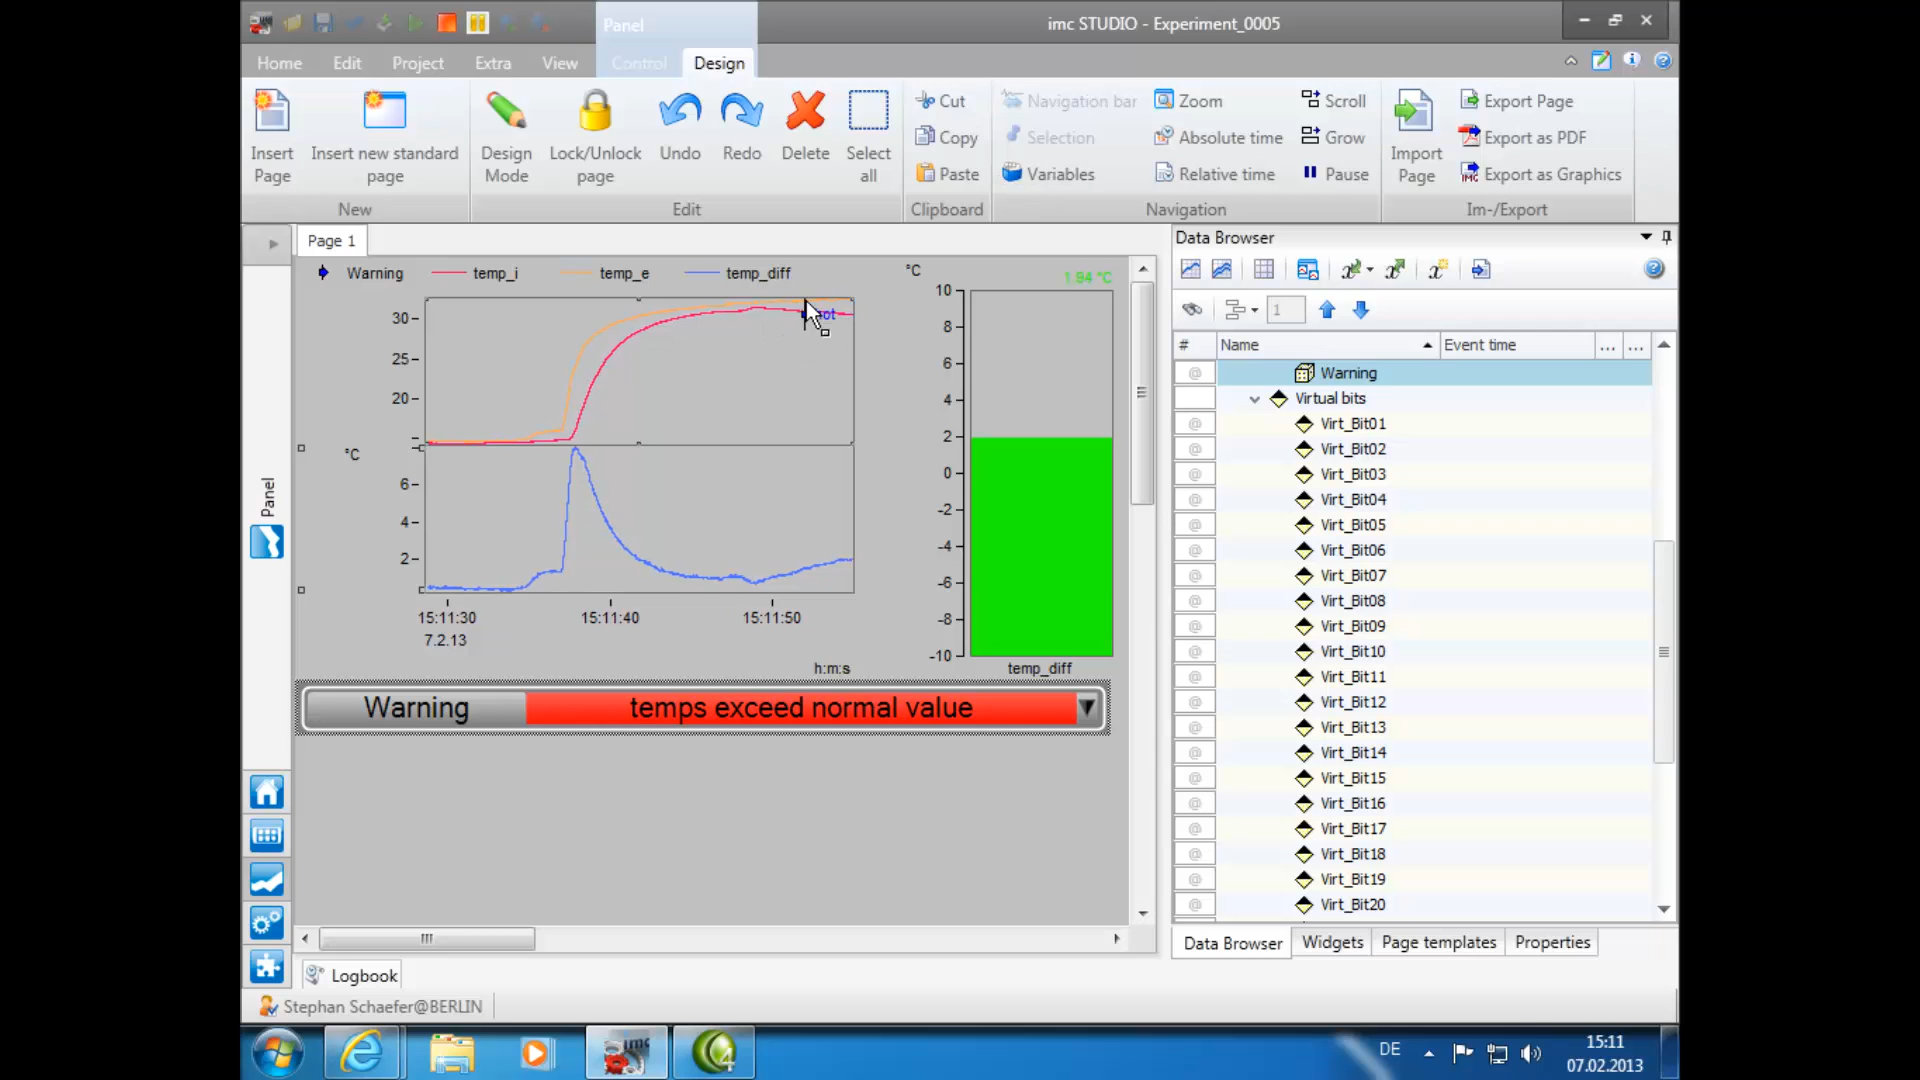 Panel
imc STUDIO - Experiment_0005
Home Edit Project Extra View Control Design
Insert Page
Insert new standard page
Design Mode
Lock/Unlock page
Undo
Redo
Delete
Select all
Cut
Copy
Paste
Navigation bar
Selection
Variables
Zoom
Absolute time
Relative time
Scroll
Grow
Pause
Import Page
Export Page
Export as PDF
Export as Graphics
New Edit Clipboard Navigation Im-/Export
Page 1
Warning temp_i temp_e temp_diff
30
25
20
°C
6
4
2
15:11:30 15:11:40 15:11:50
7.2.13
h:m:s
°C
1.94 °C
10
8
6
4
2
0
-2
-4
-6
-8
-10
temp_diff
Warning temps exceed normal value
Panel
Data Browser
1
# Name Event time ... ...
@ Warning
Virtual bits
@ Virt_Bit01
@ Virt_Bit02
@ Virt_Bit03
@ Virt_Bit04
@ Virt_Bit05
@ Virt_Bit06
@ Virt_Bit07
@ Virt_Bit08
@ Virt_Bit09
@ Virt_Bit10
@ Virt_Bit11
@ Virt_Bit12
@ Virt_Bit13
@ Virt_Bit14
@ Virt_Bit15
@ Virt_Bit16
@ Virt_Bit17
@ Virt_Bit18
@ Virt_Bit19
@ Virt_Bit20
Data Browser Widgets Page templates Properties
Logbook
Stephan Schaefer@BERLIN
imc
4
DE
15:11
07.02.2013